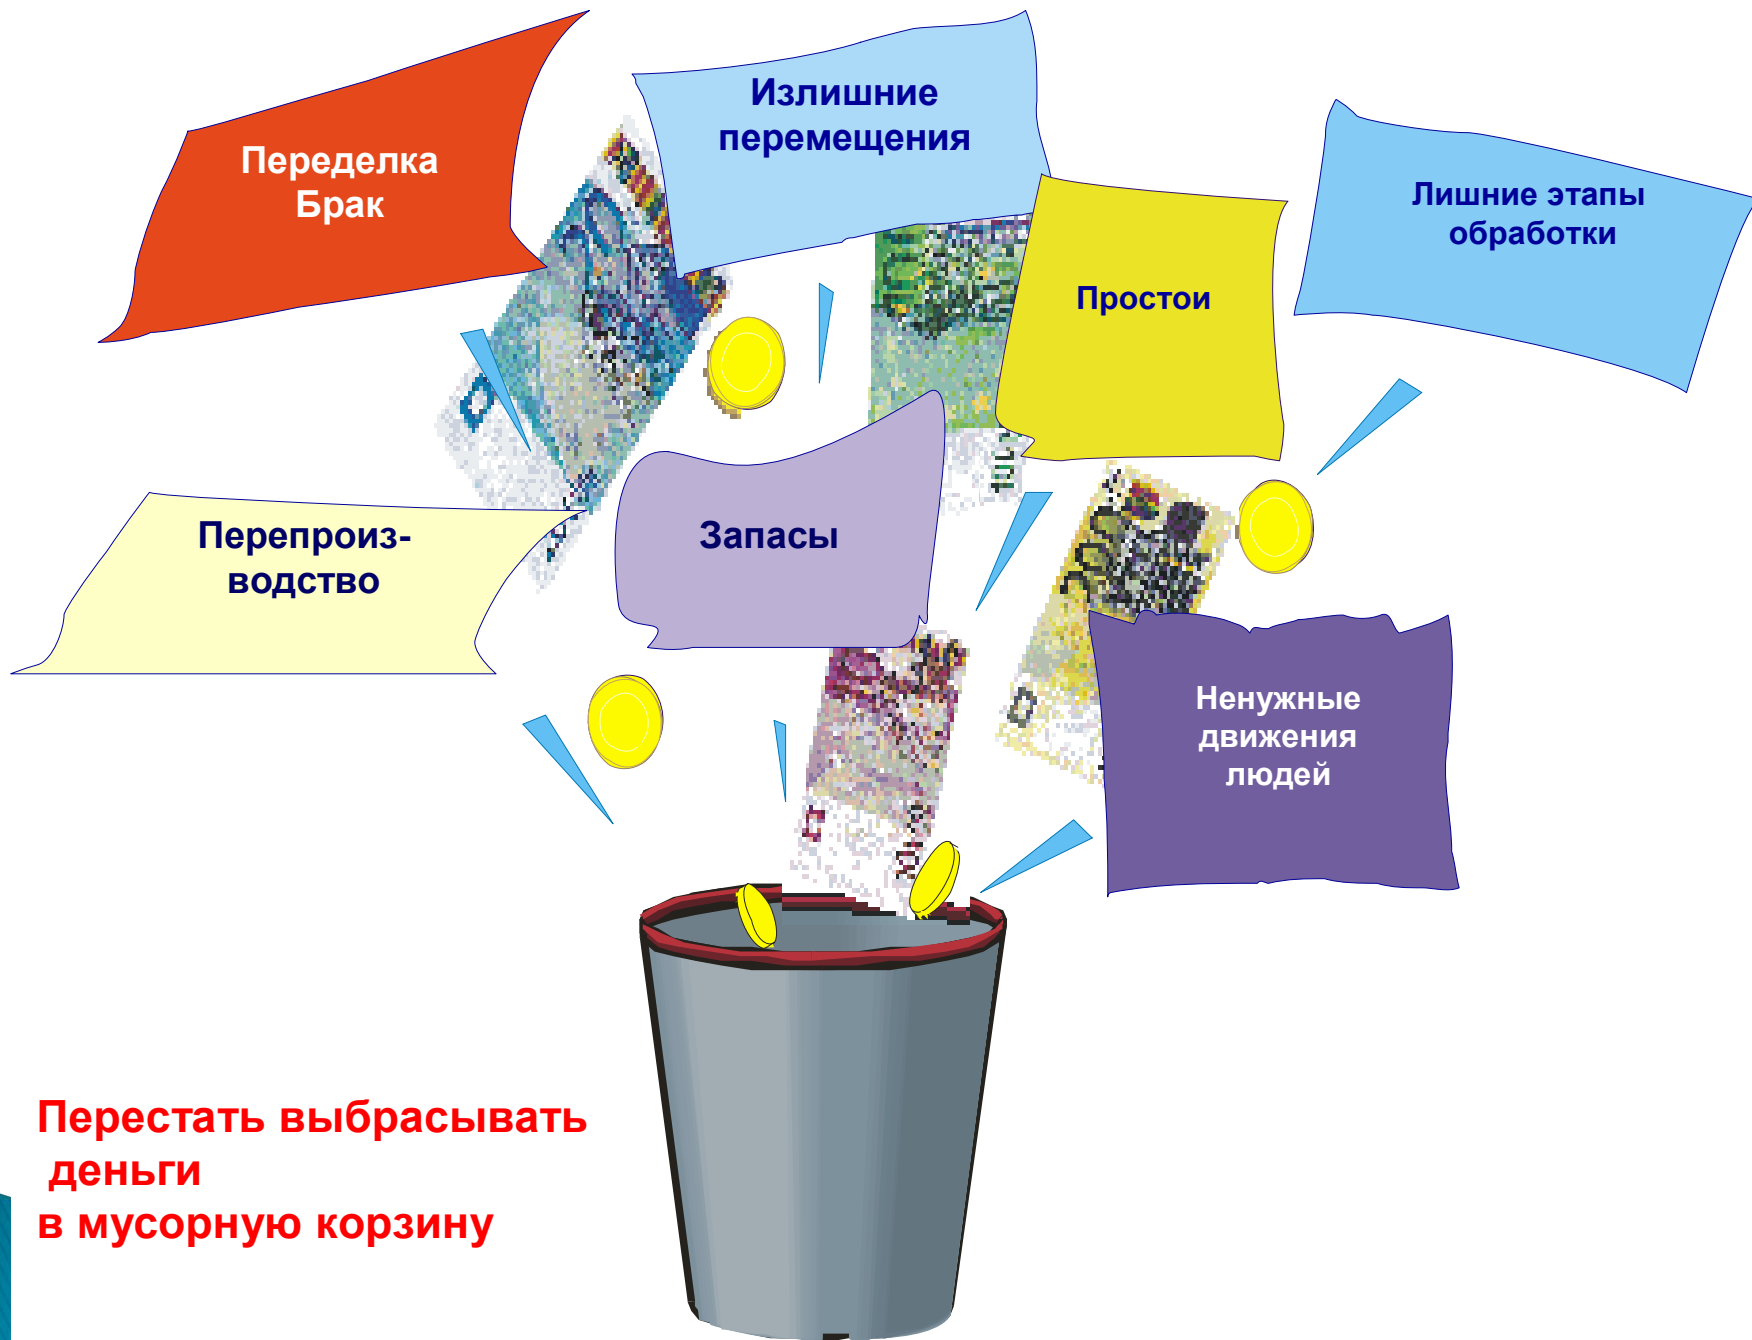 Переделка
Брак
Излишние
перемещения
Лишние этапы
обработки
Простои
Перепроиз-
водство
Запасы
Ненужные
движения
людей
Перестать выбрасывать
деньги
в мусорную корзину